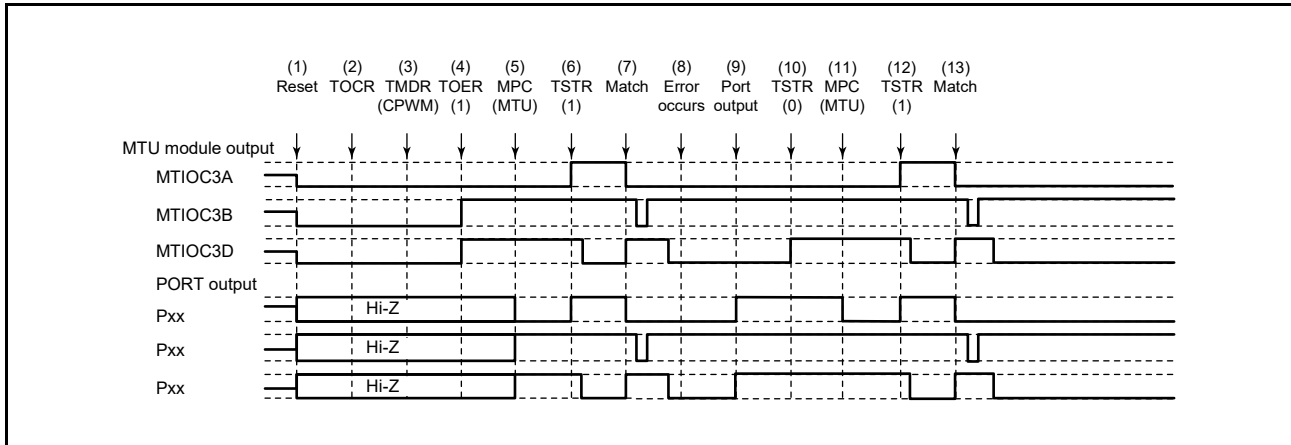 (1) (2) (3) (4) (5) (6) (7) (8) (9) (10) (11) (12) (13)
Reset TOCR TMDR TOER MPC TSTR Match Error Port TSTR MPC TSTR Match
(CPWM) (1) (MTU) (1) occurs output (0) (MTU) (1)
MTU module output
MTIOC3A
MTIOC3B
MTIOC3D
PORT output
Pxx Hi-Z
Pxx Hi-Z
Pxx Hi-Z